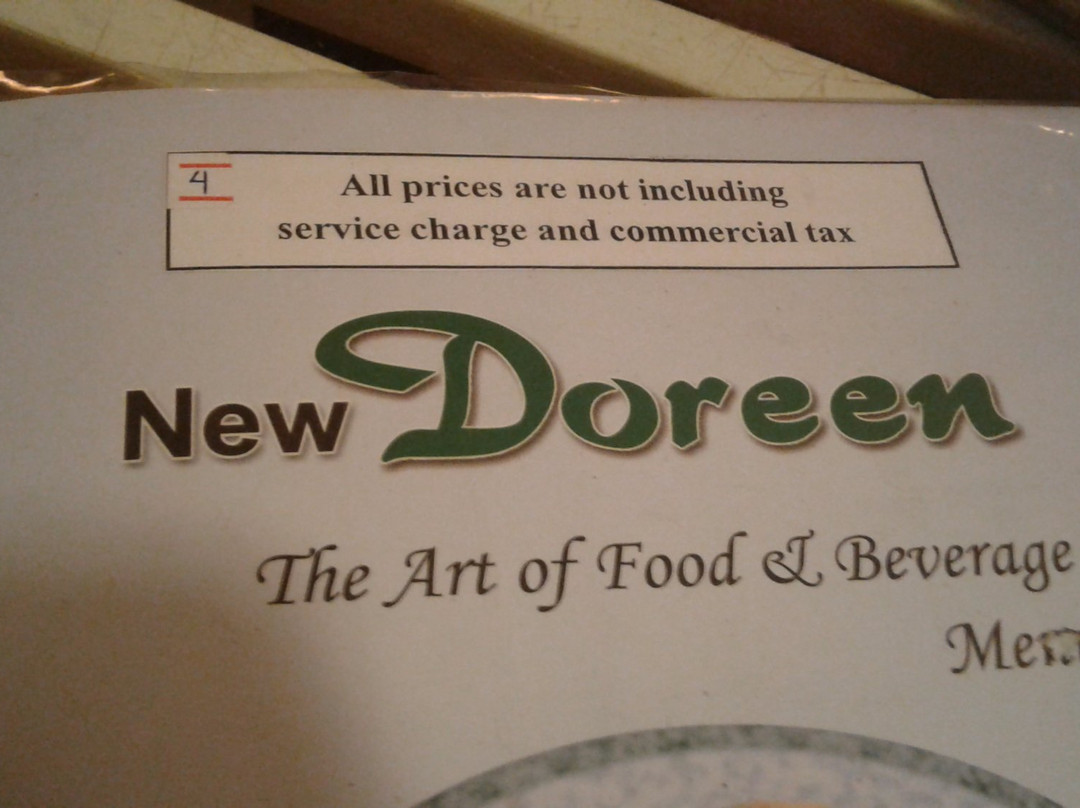 4
All prices are not including
service charge and commercial tax
New Doreen
The Art of Food & Beverage